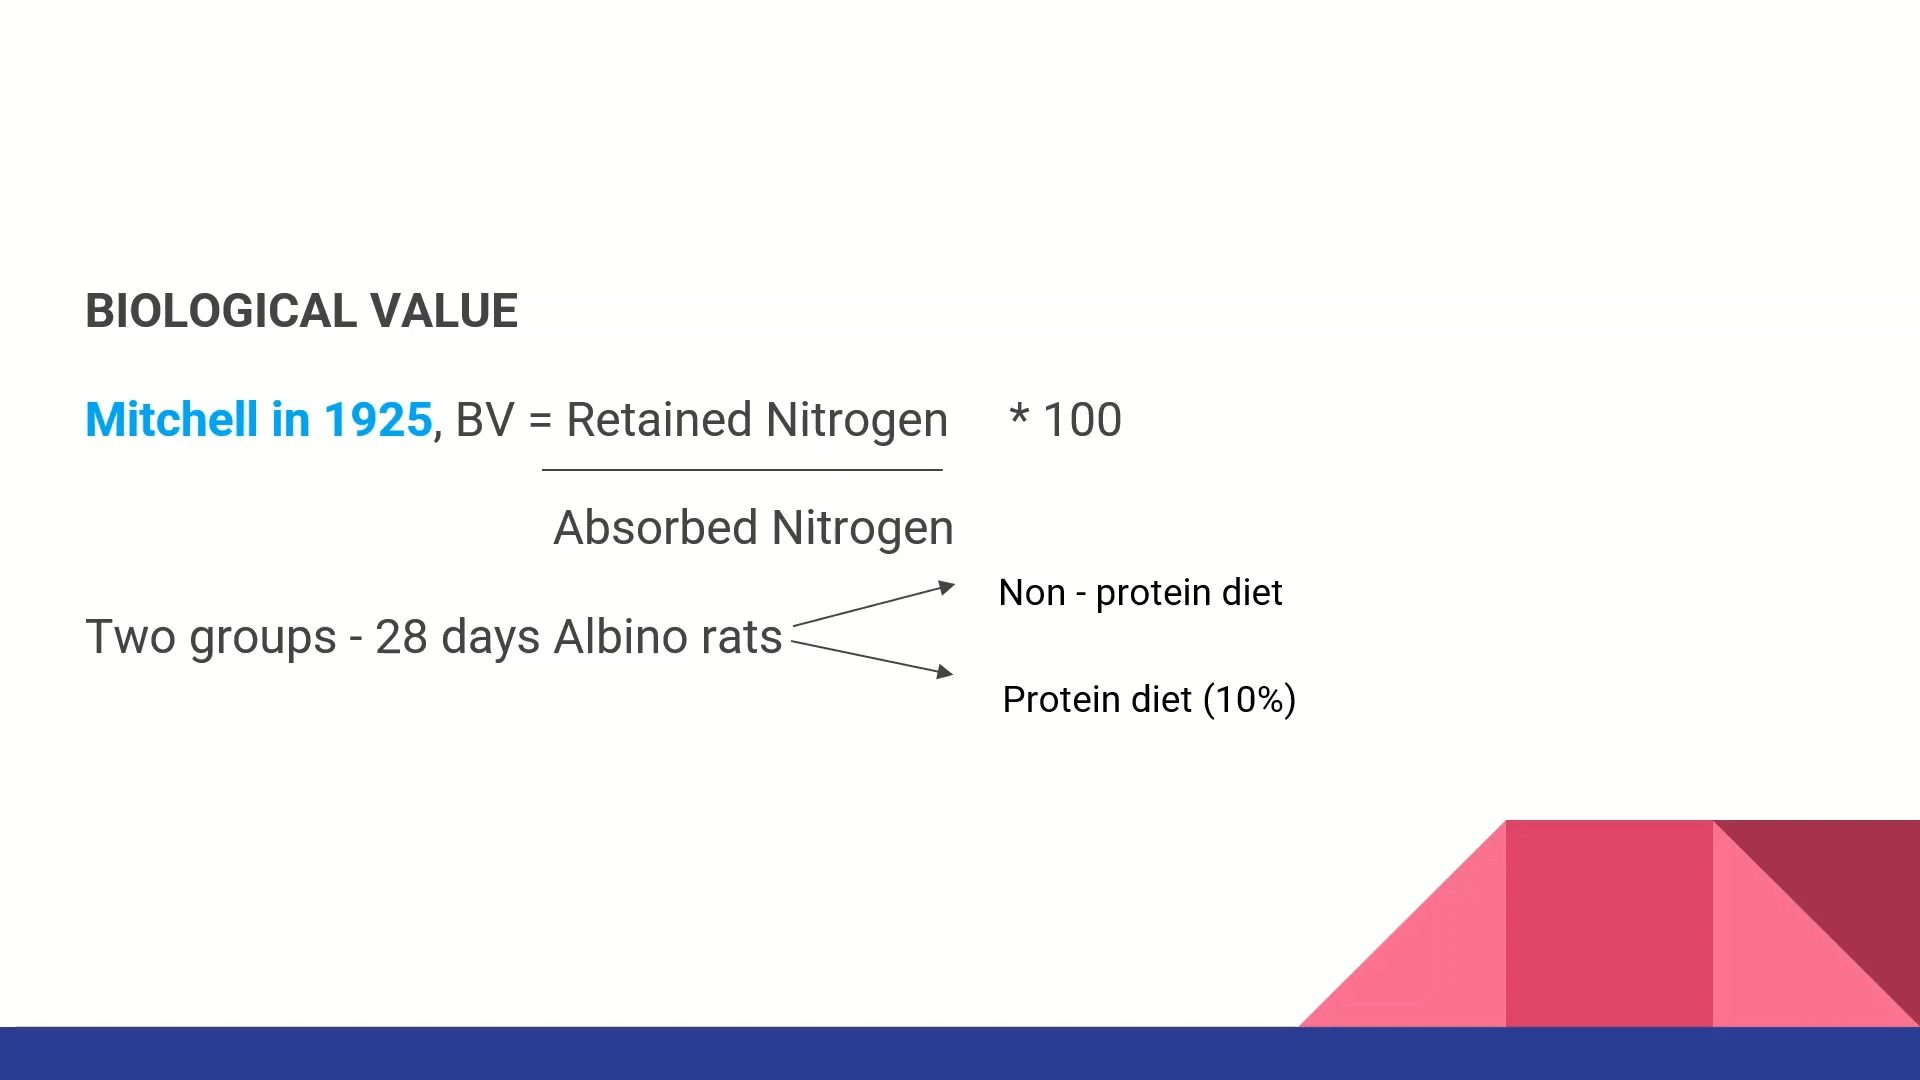 BIOLOGICAL VALUE
Mitchell in 1925, BV = Retained Nitrogen * 100
Absorbed Nitrogen
Non - protein diet
Two groups - 28 days Albino rats
Protein diet (10%)